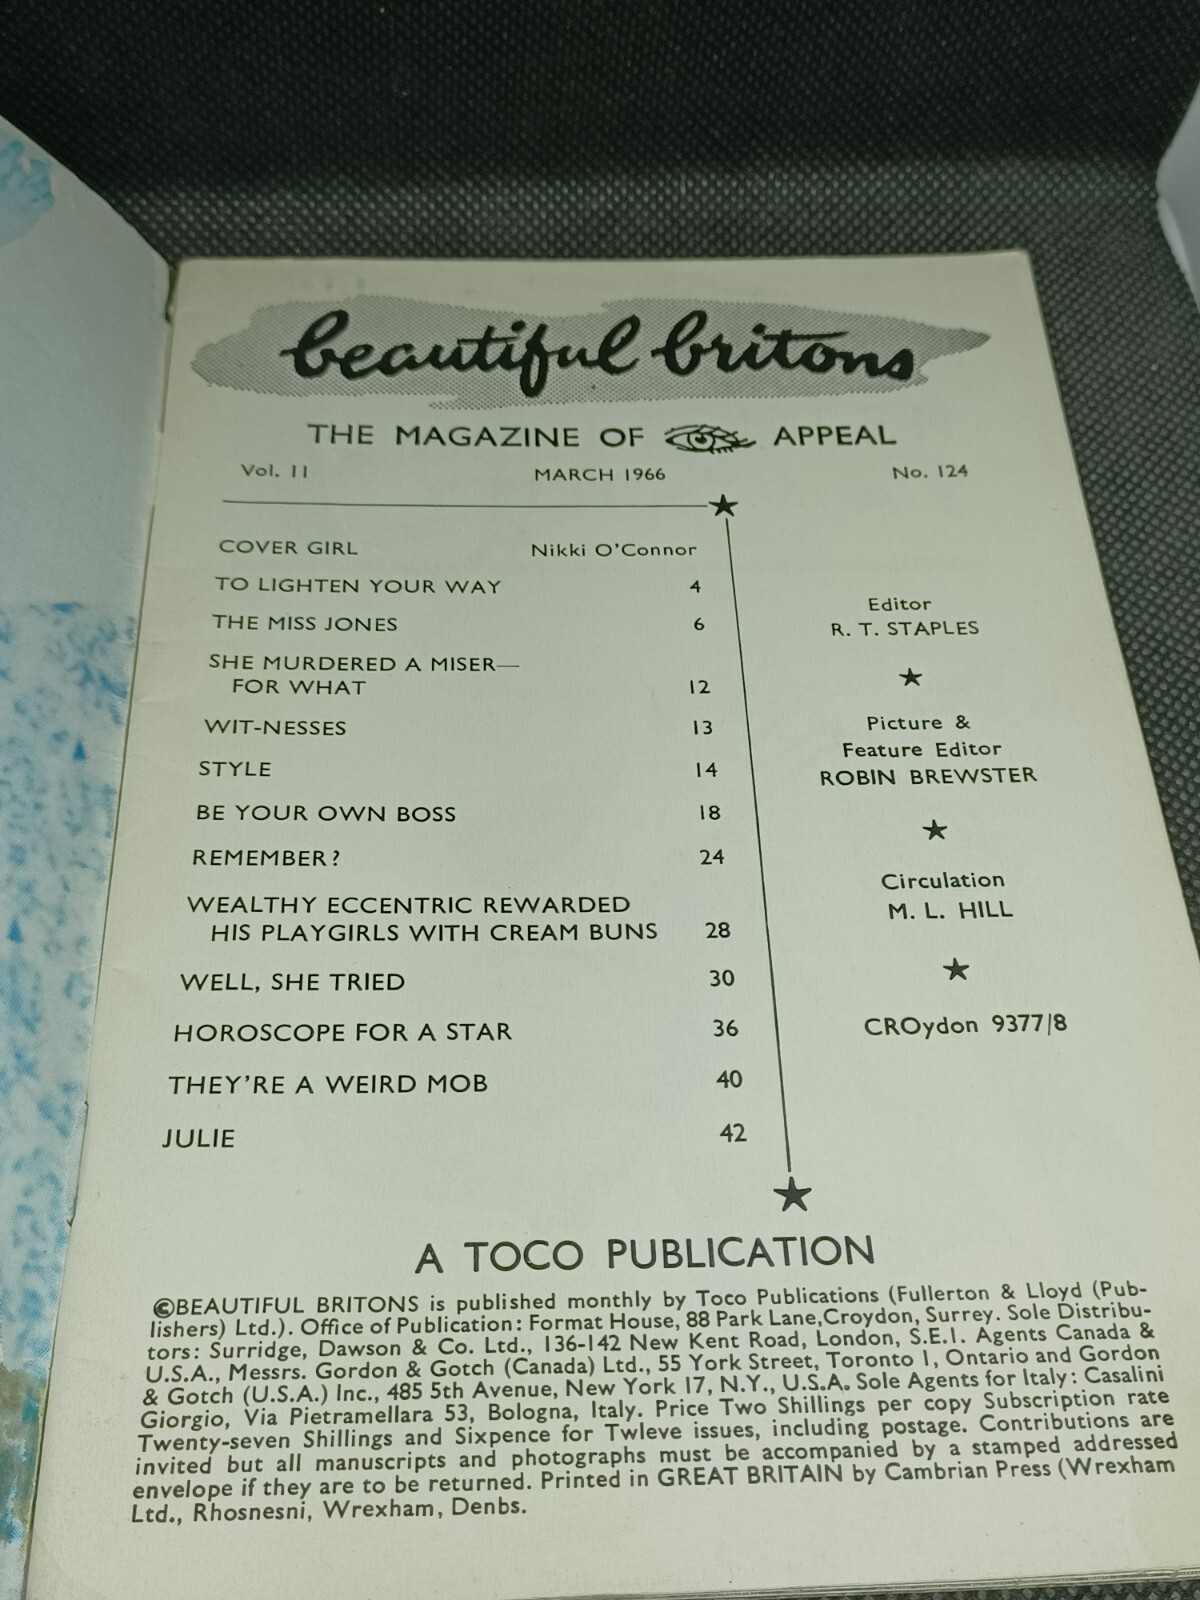 beautiful britons
THE MAGAZINE OF APPEAL
Vol. 11 MARCH 1966 No. 124
COVER GIRL Nikki O'Connor
TO LIGHTEN YOUR WAY 4
THE MISS JONES 6
SHE MURDERED A MISER—
FOR WHAT 12
WIT-NESSES 13
STYLE 14
BE YOUR OWN BOSS 18
REMEMBER? 24
WEALTHY ECCENTRIC REWARDED
HIS PLAYGIRLS WITH CREAM BUNS 28
WELL, SHE TRIED 30
HOROSCOPE FOR A STAR 36
THEY'RE A WEIRD MOB 40
JULIE 42
Editor
R. T. STAPLES
Picture &
Feature Editor
ROBIN BREWSTER
Circulation
M. L. HILL
CROydon 9377/8
A TOCO PUBLICATION
©BEAUTIFUL BRITONS is published monthly by Toco Publications (Fullerton & Lloyd (Pub-
lishers) Ltd.). Office of Publication: Format House, 88 Park Lane,Croydon, Surrey. Sole Distribu-
tors: Surridge, Dawson & Co. Ltd., 136-142 New Kent Road, London, S.E.1. Agents Canada &
U.S.A., Messrs. Gordon & Gotch (Canada) Ltd., 55 York Street, Toronto 1, Ontario and Gordon
& Gotch (U.S.A.) Inc., 485 5th Avenue, New York 17, N.Y., U.S.A. Sole Agents for Italy: Casalini
Giorgio, Via Pietramellara 53, Bologna, Italy. Price Two Shillings per copy Subscription rate
Twenty-seven Shillings and Sixpence for Twleve issues, including postage. Contributions are
invited but all manuscripts and photographs must be accompanied by a stamped addressed
envelope if they are to be returned. Printed in GREAT BRITAIN by Cambrian Press (Wrexham
Ltd., Rhosnesni, Wrexham, Denbs.